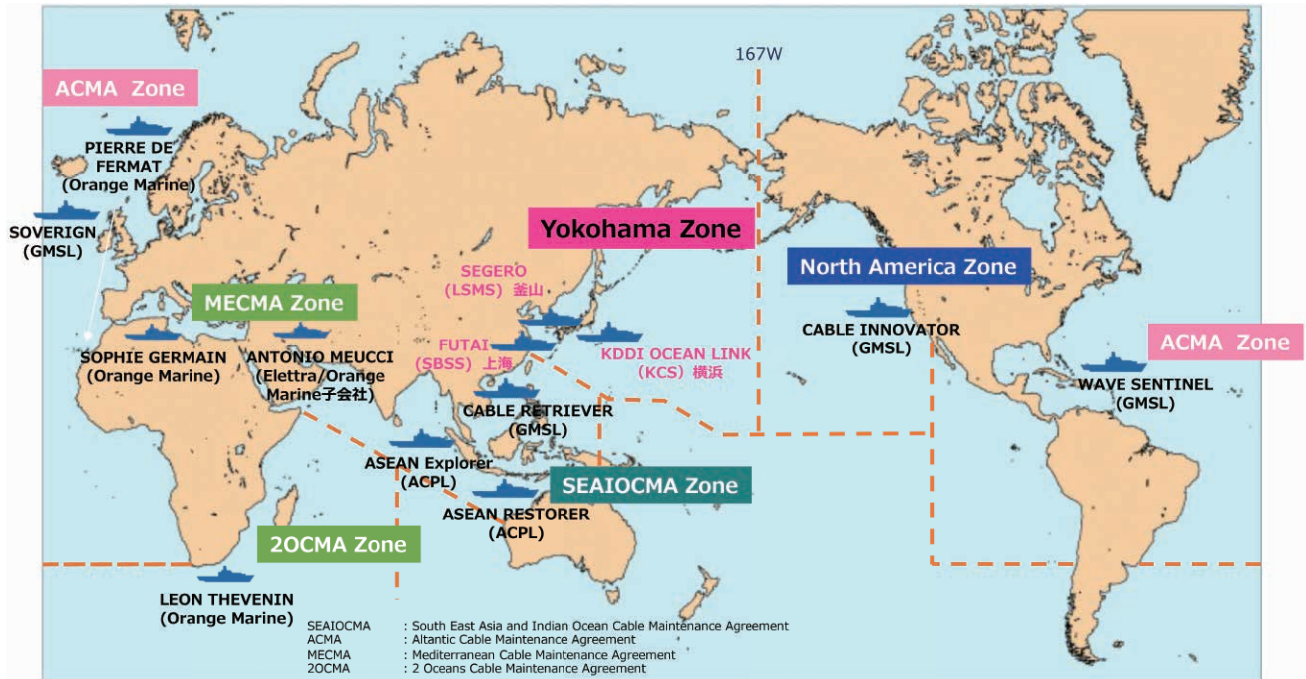 167W
ACMA Zone
PIERRE DE
FERMAT
(Orange Marine)
SOVERIGN
(GMSL)
Yokohama Zone
North America Zone
SEGERO
(LSMS) 釜山
MECMA Zone
CABLE INNOVATOR
(GMSL)
SOPHIE GERMAIN
(Orange Marine)
ANTONIO MEUCCI
(Elettra/Orange
Marine子会社)
FUTAI
(SBSS) 上海
KDDI OCEAN LINK
(KCS) 横浜
ACMA Zone
WAVE SENTINEL
(GMSL)
CABLE RETRIEVER
(GMSL)
ASEAN Explorer
(ACPL)
SEAIOCMA Zone
ASEAN RESTORER
(ACPL)
2OCMA Zone
LEON THEVENIN
(Orange Marine)
SEAIOCMA : South East Asia and Indian Ocean Cable Maintenance Agreement
ACMA : Altantic Cable Maintenance Agreement
MECMA : Mediterranean Cable Maintenance Agreement
2OCMA : 2 Oceans Cable Maintenance Agreement